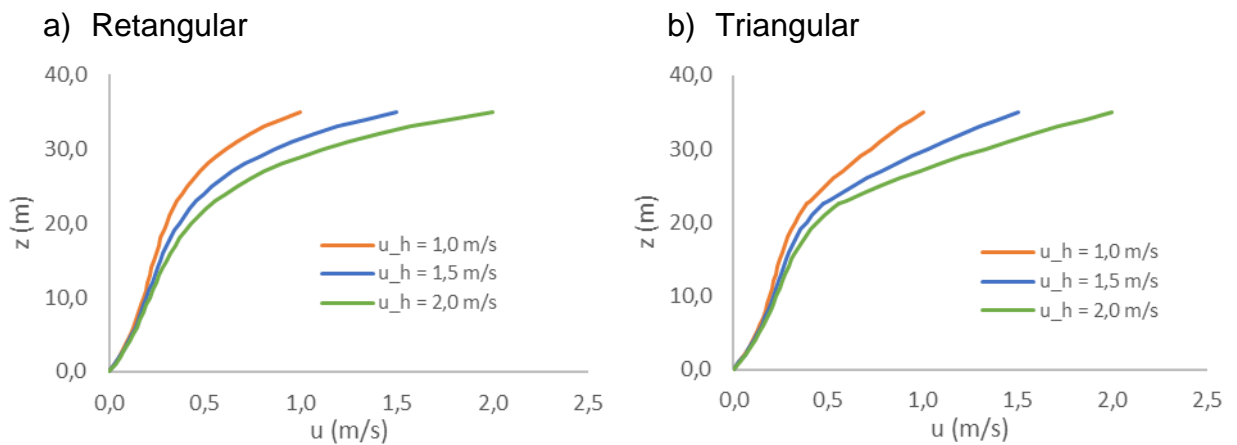 a) Retangular
40,0
30,0
20,0
10,0
0,0
z (m)
u_h = 1,0 m/s
u_h = 1,5 m/s
u_h = 2,0 m/s
0,0 0,5 1,0 1,5 2,0 2,5
u (m/s)
b) Triangular
40,0
30,0
20,0
10,0
0,0
z (m)
u_h = 1,0 m/s
u_h = 1,5 m/s
u_h = 2,0 m/s
0,0 0,5 1,0 1,5 2,0 2,5
u (m/s)